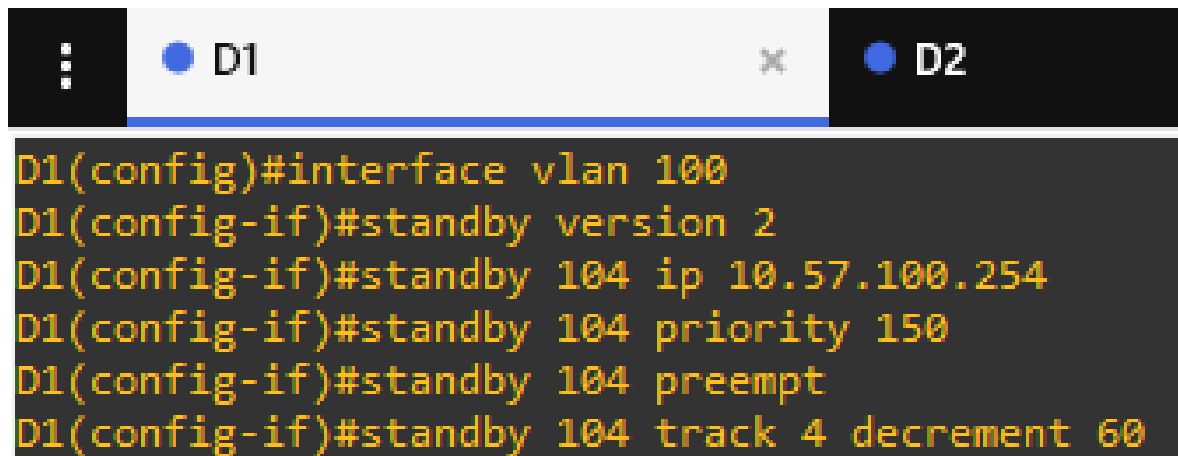 D1 × D2
D1(config)#interface vlan 100
D1(config-if)#standby version 2
D1(config-if)#standby 104 ip 10.57.100.254
D1(config-if)#standby 104 priority 150
D1(config-if)#standby 104 preempt
D1(config-if)#standby 104 track 4 decrement 60